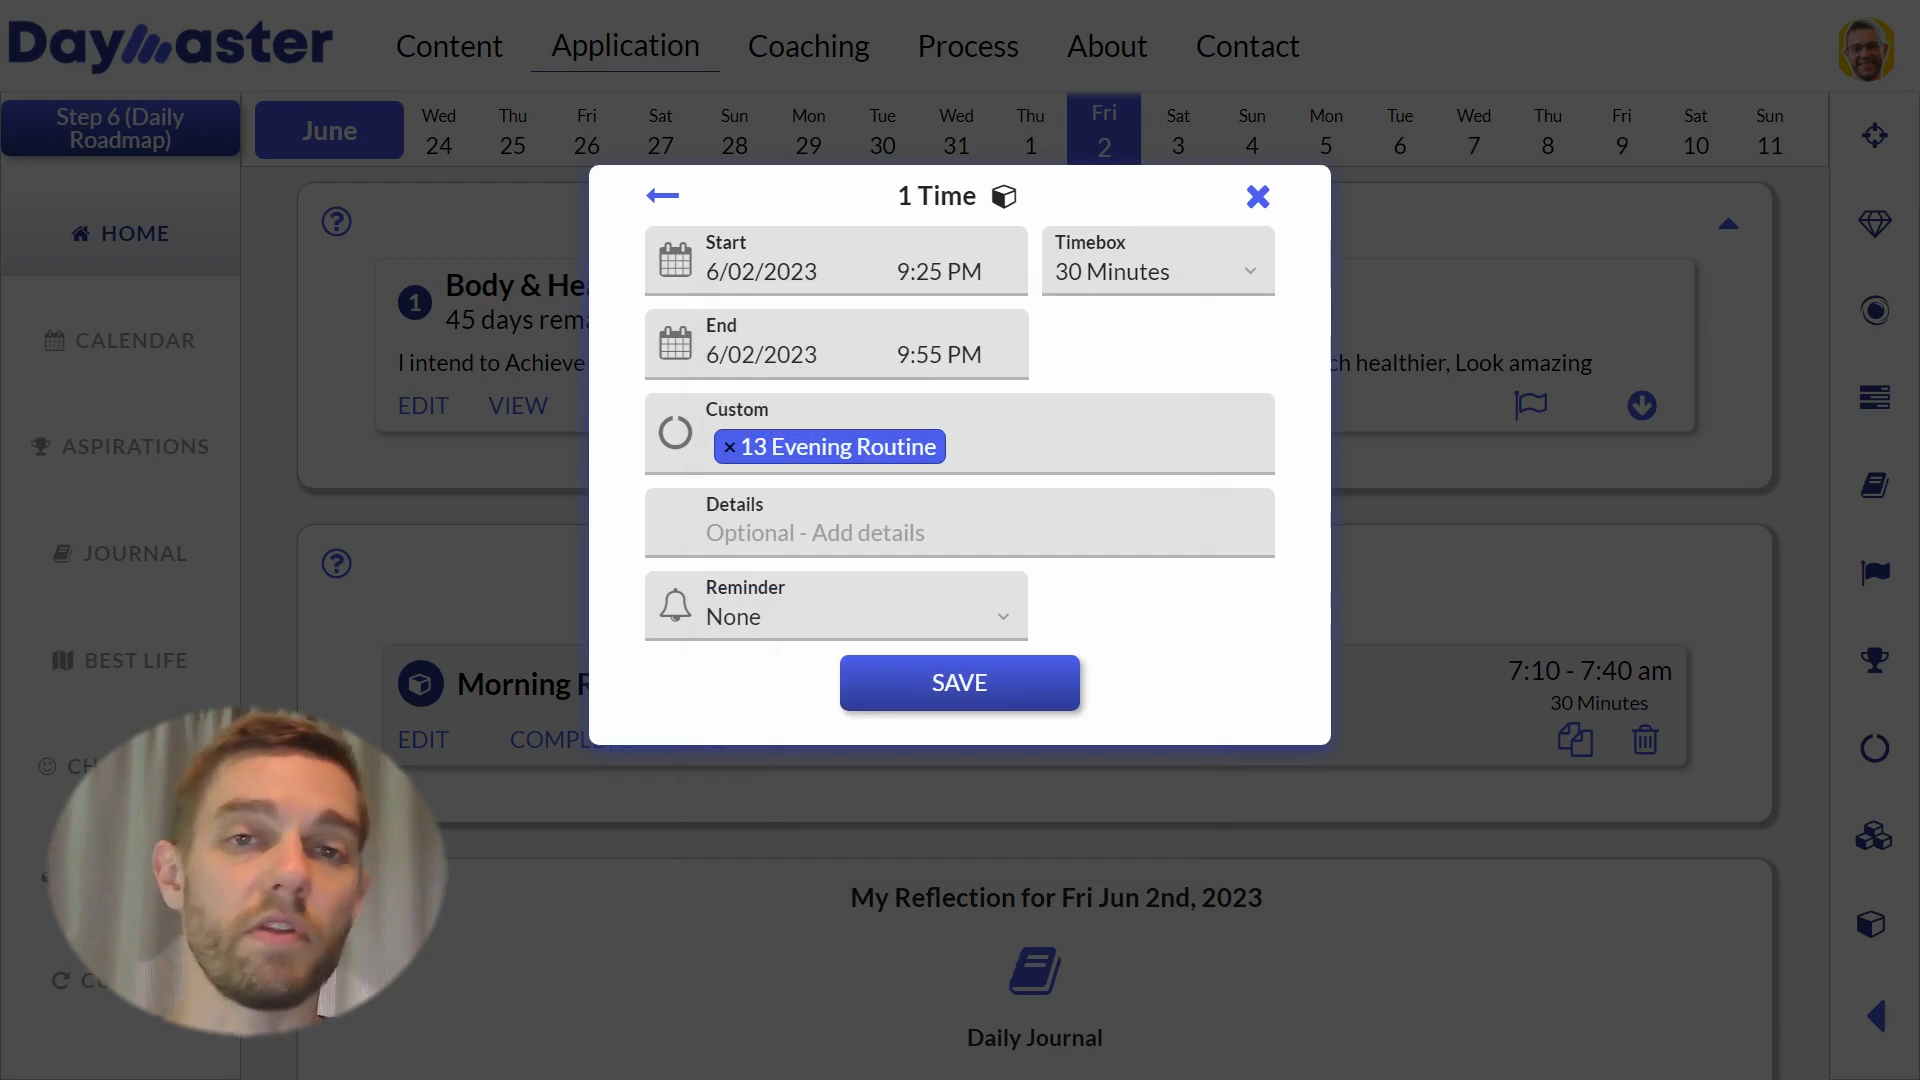 Daymaster
Content Application Coaching Process About Contact
Step 6 (Daily
Roadmap)
June
Wed Thu Fri Sat Sun Mon Tue Wed Thu Fri Sat Sun Mon Tue Wed Thu Fri Sat Sun
24 25 26 27 28 29 30 31 1 2 3 4 5 6 7 8 9 10 11
HOME
CALENDAR
ASPIRATIONS
JOURNAL
BEST LIFE
1 Body & He
45 days rem
I intend to Achieve
ch healthier, Look amazing
EDIT VIEW
1 Time
Start
6/02/2023 9:25 PM
Timebox
30 Minutes
End
6/02/2023 9:55 PM
Custom
× 13 Evening Routine
Details
Optional - Add details
Reminder
None
SAVE
Morning
7:10 - 7:40 am
30 Minutes
EDIT
My Reflection for Fri Jun 2nd, 2023
Daily Journal